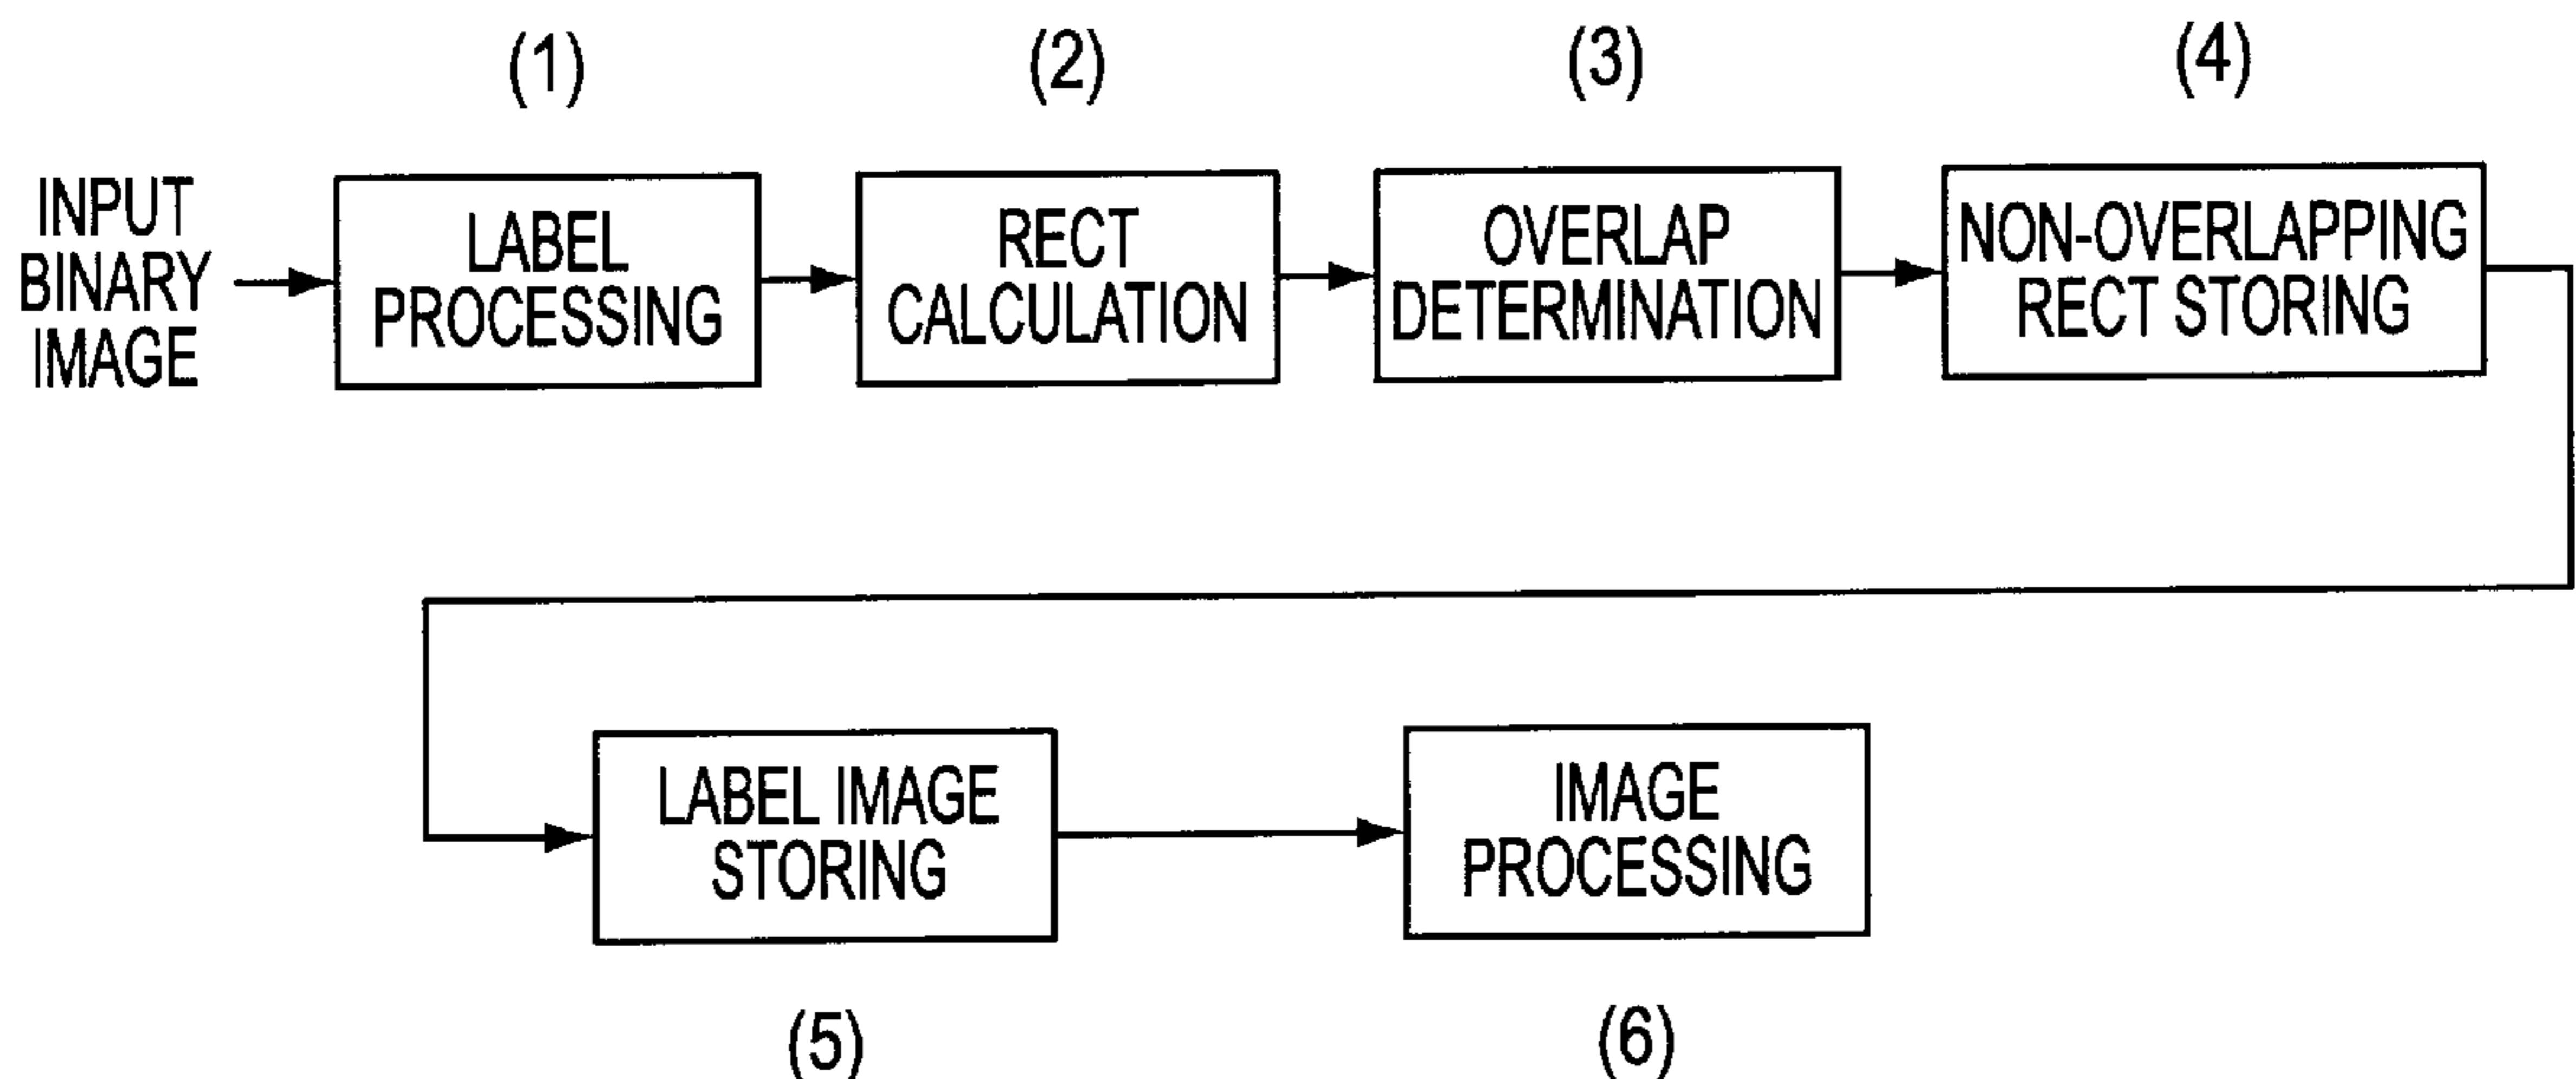 (1)
(2)
(3)
(4)
INPUT
BINARY
IMAGE
LABEL
PROCESSING
RECT
CALCULATION
OVERLAP
DETERMINATION
NON-OVERLAPPING
RECT STORING
LABEL IMAGE
STORING
IMAGE
PROCESSING
(5)
(6)